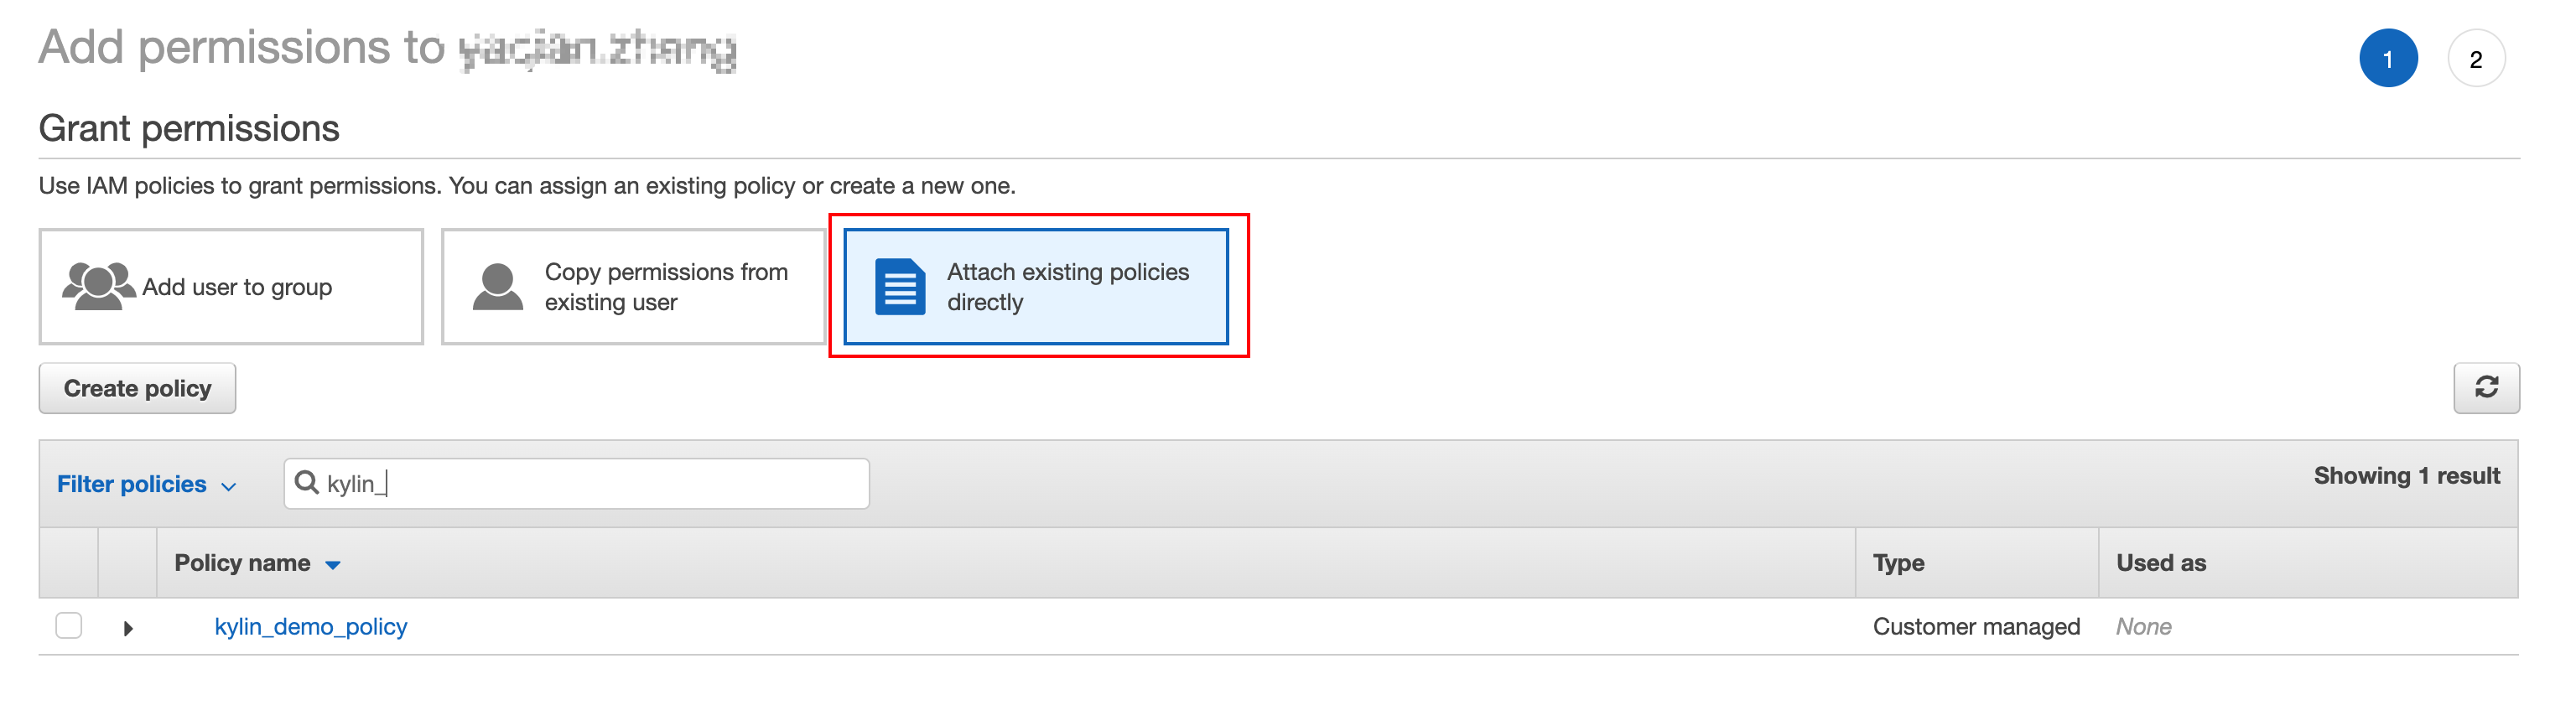 Add permissions to
1
2
Grant permissions
Use IAM policies to grant permissions. You can assign an existing policy or create a new one.
Add user to group
Copy permissions from
existing user
Attach existing policies
directly
Create policy
Filter policies
kylin_
Showing 1 result
Policy name
Type
Used as
kylin_demo_policy
Customer managed
None